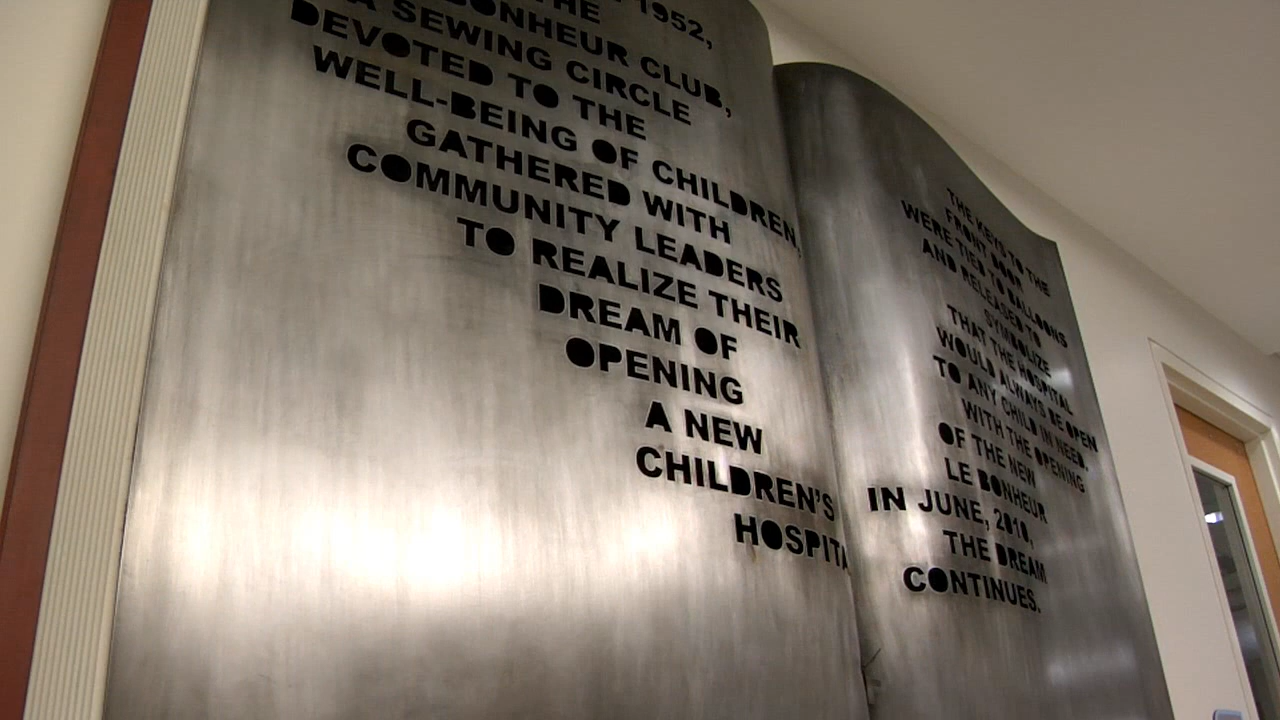 1952,
THE
BONHEUR CLUB,
A SEWING CIRCLE
DEVOTED TO THE
WELL-BEING OF CHILDREN,
GATHERED WITH
COMMUNITY LEADERS
TO REALIZE THEIR
DREAM OF
OPENING
A NEW
CHILDREN'S
HOSPITA
THE KEYS TO THE
FRONT DOOR
WERE TIED TO BALLOONS
AND RELEASED TO
SYMBOLIZE
THAT THE HOSPITAL
WOULD ALWAYS BE OPEN
TO ANY CHILD IN NEED.
WITH THE OPENING
OF THE NEW
LE BONHEUR
IN JUNE, 2010,
THE DREAM
CONTINUES.